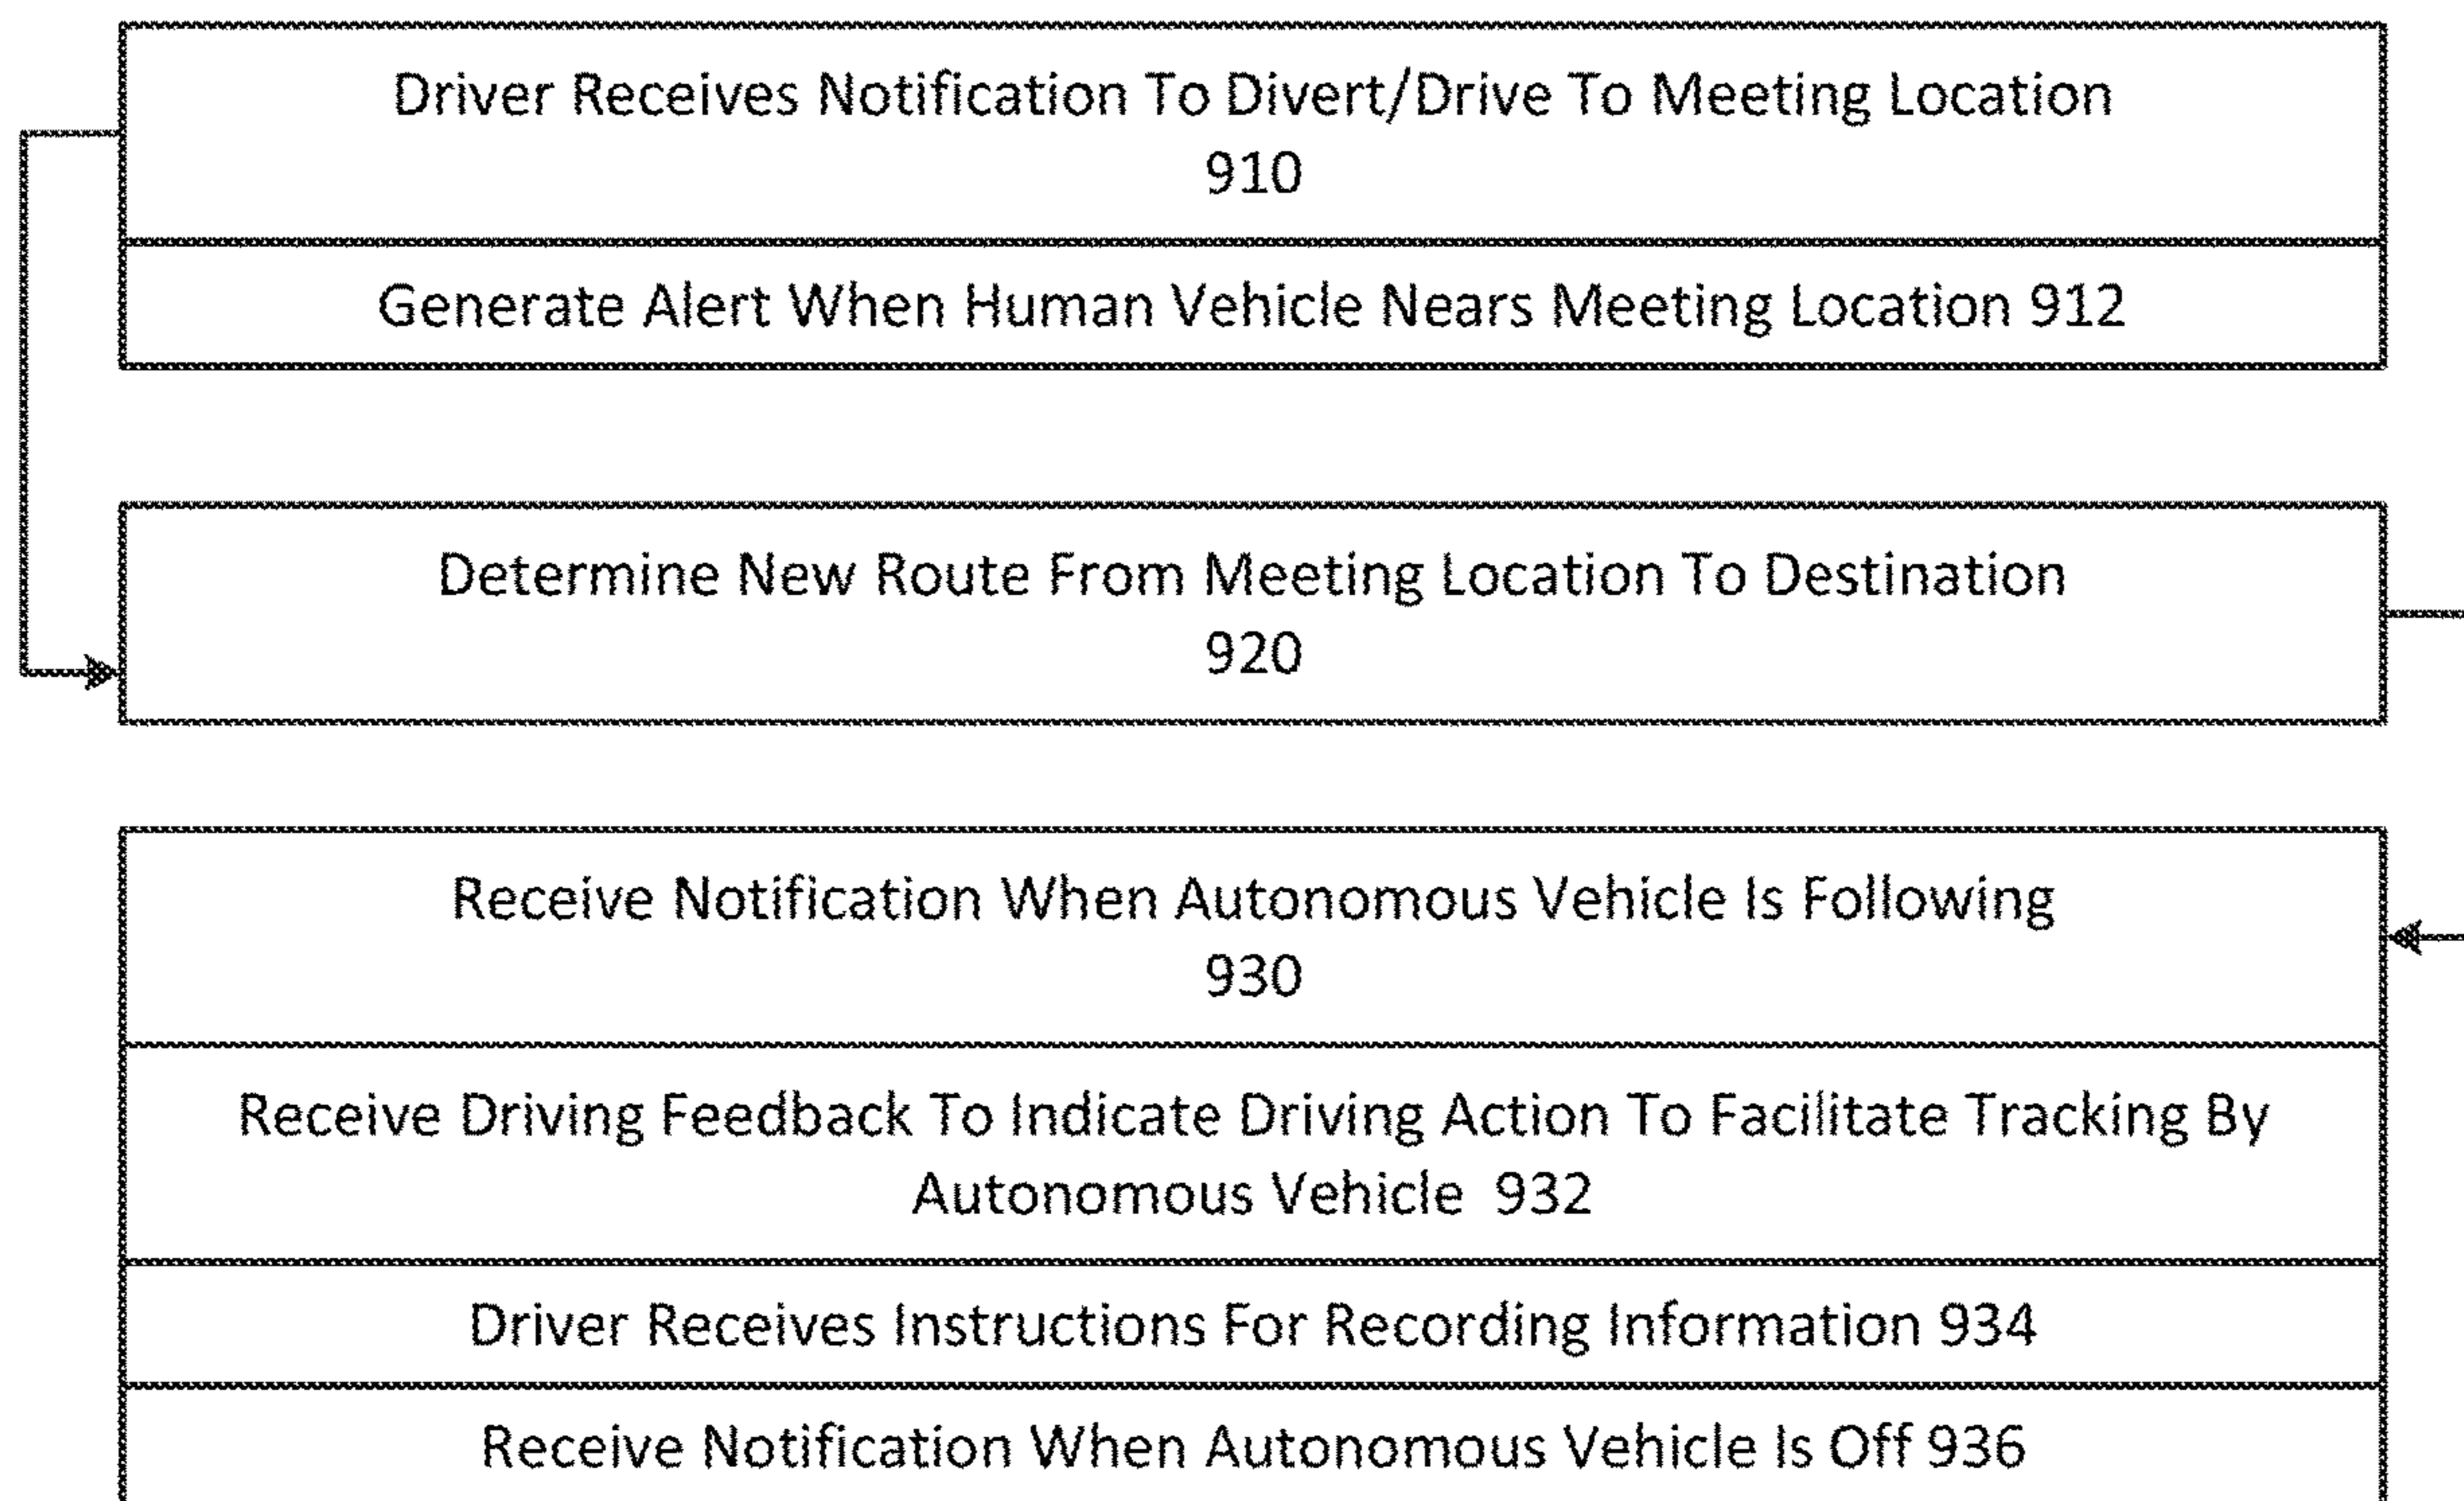 Driver Receives Notification To Divert/Drive To Meeting Location
910
Generate Alert When Human Vehicle Nears Meeting Location 912
Determine New Route From Meeting Location To Destination
920
Receive Notification When Autonomous Vehicle Is Following
930
Receive Driving Feedback To Indicate Driving Action To Facilitate Tracking By
Autonomous Vehicle 932
Driver Receives Instructions For Recording Information 934
Receive Notification When Autonomous Vehicle Is Off 936